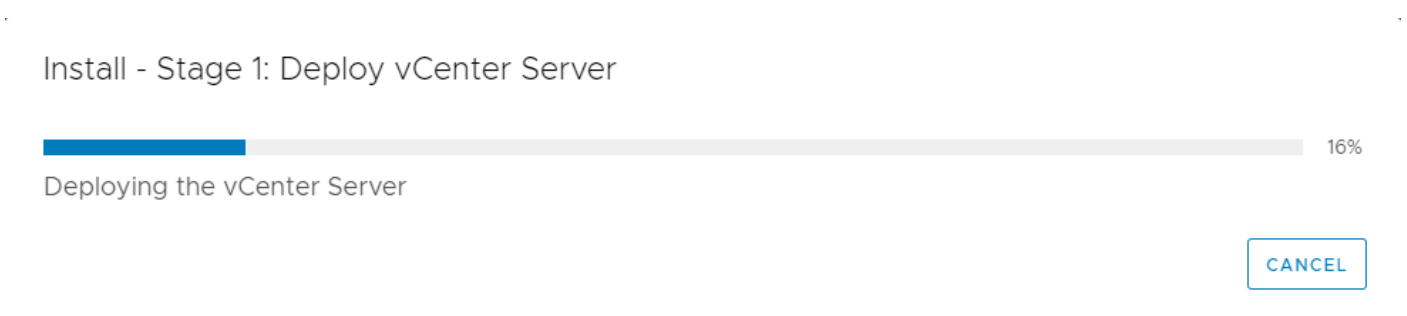 Install - Stage 1: Deploy vCenter Server
16%
Deploying the vCenter Server
CANCEL